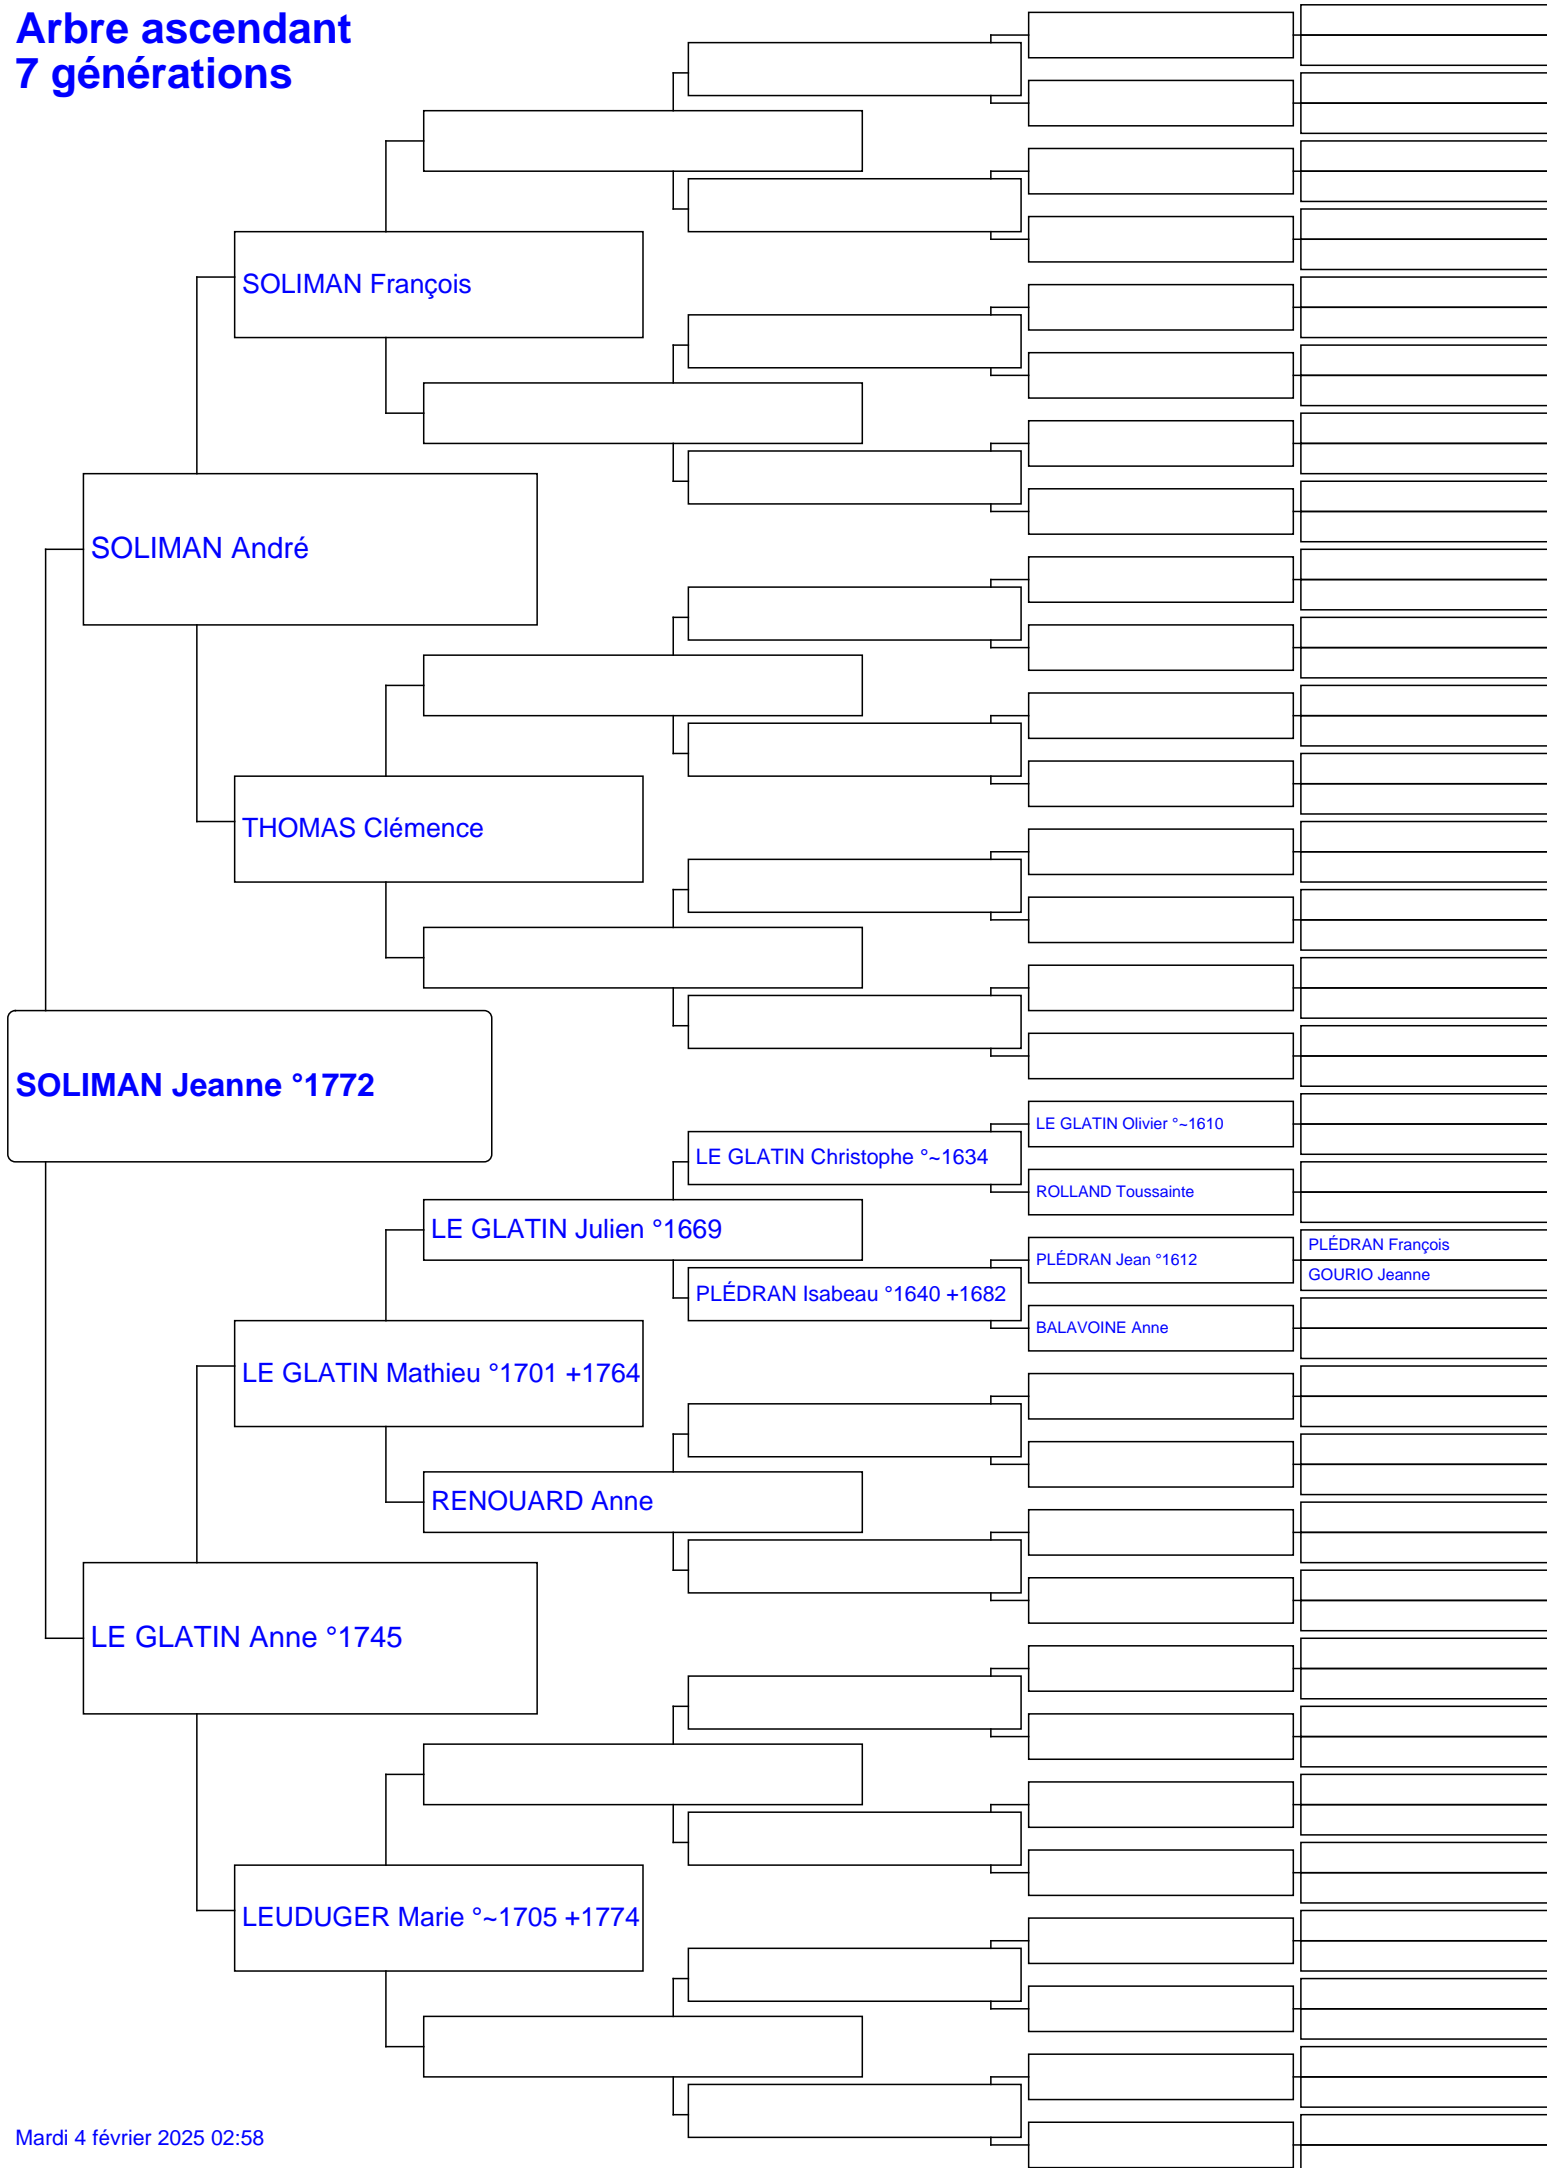 Arbre ascendant
7 générations
SOLIMAN François
SOLIMAN André
THOMAS Clémence
SOLIMAN Jeanne °1772
LE GLATIN Olivier °~1610
LE GLATIN Christophe °~1634
ROLLAND Toussainte
LE GLATIN Julien °1669
PLÉDRAN François
PLÉDRAN Jean °1612
GOURIO Jeanne
PLÉDRAN Isabeau °1640 +1682
BALAVOINE Anne
LE GLATIN Mathieu °1701 +1764
RENOUARD Anne
LE GLATIN Anne °1745
LEUDUGER Marie °~1705 +1774
Mardi 4 février 2025 02:58